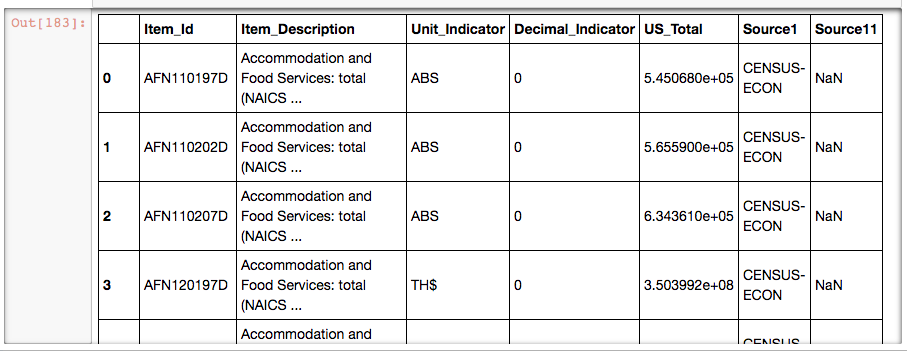 Out[183]:
Item_Id Item_Description Unit_Indicator Decimal_Indicator US_Total Source1 Source11
0 AFN110197D Accommodation and Food Services: total (NAICS ... ABS 0 5.450680e+05 CENSUS-ECON NaN
1 AFN110202D Accommodation and Food Services: total (NAICS ... ABS 0 5.655900e+05 CENSUS-ECON NaN
2 AFN110207D Accommodation and Food Services: total (NAICS ... ABS 0 6.343610e+05 CENSUS-ECON NaN
3 AFN120197D Accommodation and Food Services: total (NAICS ... TH$ 0 3.503992e+08 CENSUS-ECON NaN
Accommodation and